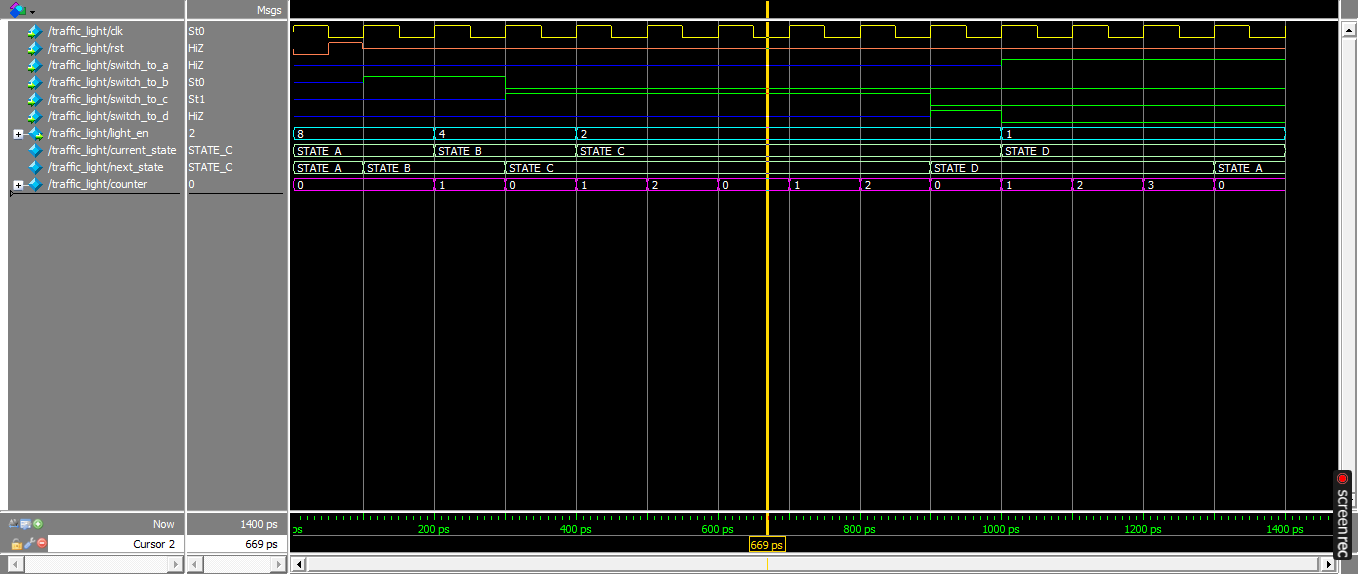 Msgs
/traffic_light/clk St0
/traffic_light/rst HiZ
/traffic_light/switch_to_a HiZ
/traffic_light/switch_to_b St0
/traffic_light/switch_to_c St1
/traffic_light/switch_to_d HiZ
/traffic_light/light_en 2 8 4 2 1
/traffic_light/current_state STATE_C STATE_A STATE_B STATE_C STATE_D
/traffic_light/next_state STATE_C STATE_A STATE_B STATE_C STATE_D STATE_A
/traffic_light/counter 0 0 1 0 1 2 0 1 2 0 1 2 3 0
Now 1400 ps ps 200 ps 400 ps 600 ps 800 ps 1000 ps 1200 ps 1400 ps
Cursor 2 669 ps 669 ps
screenrec